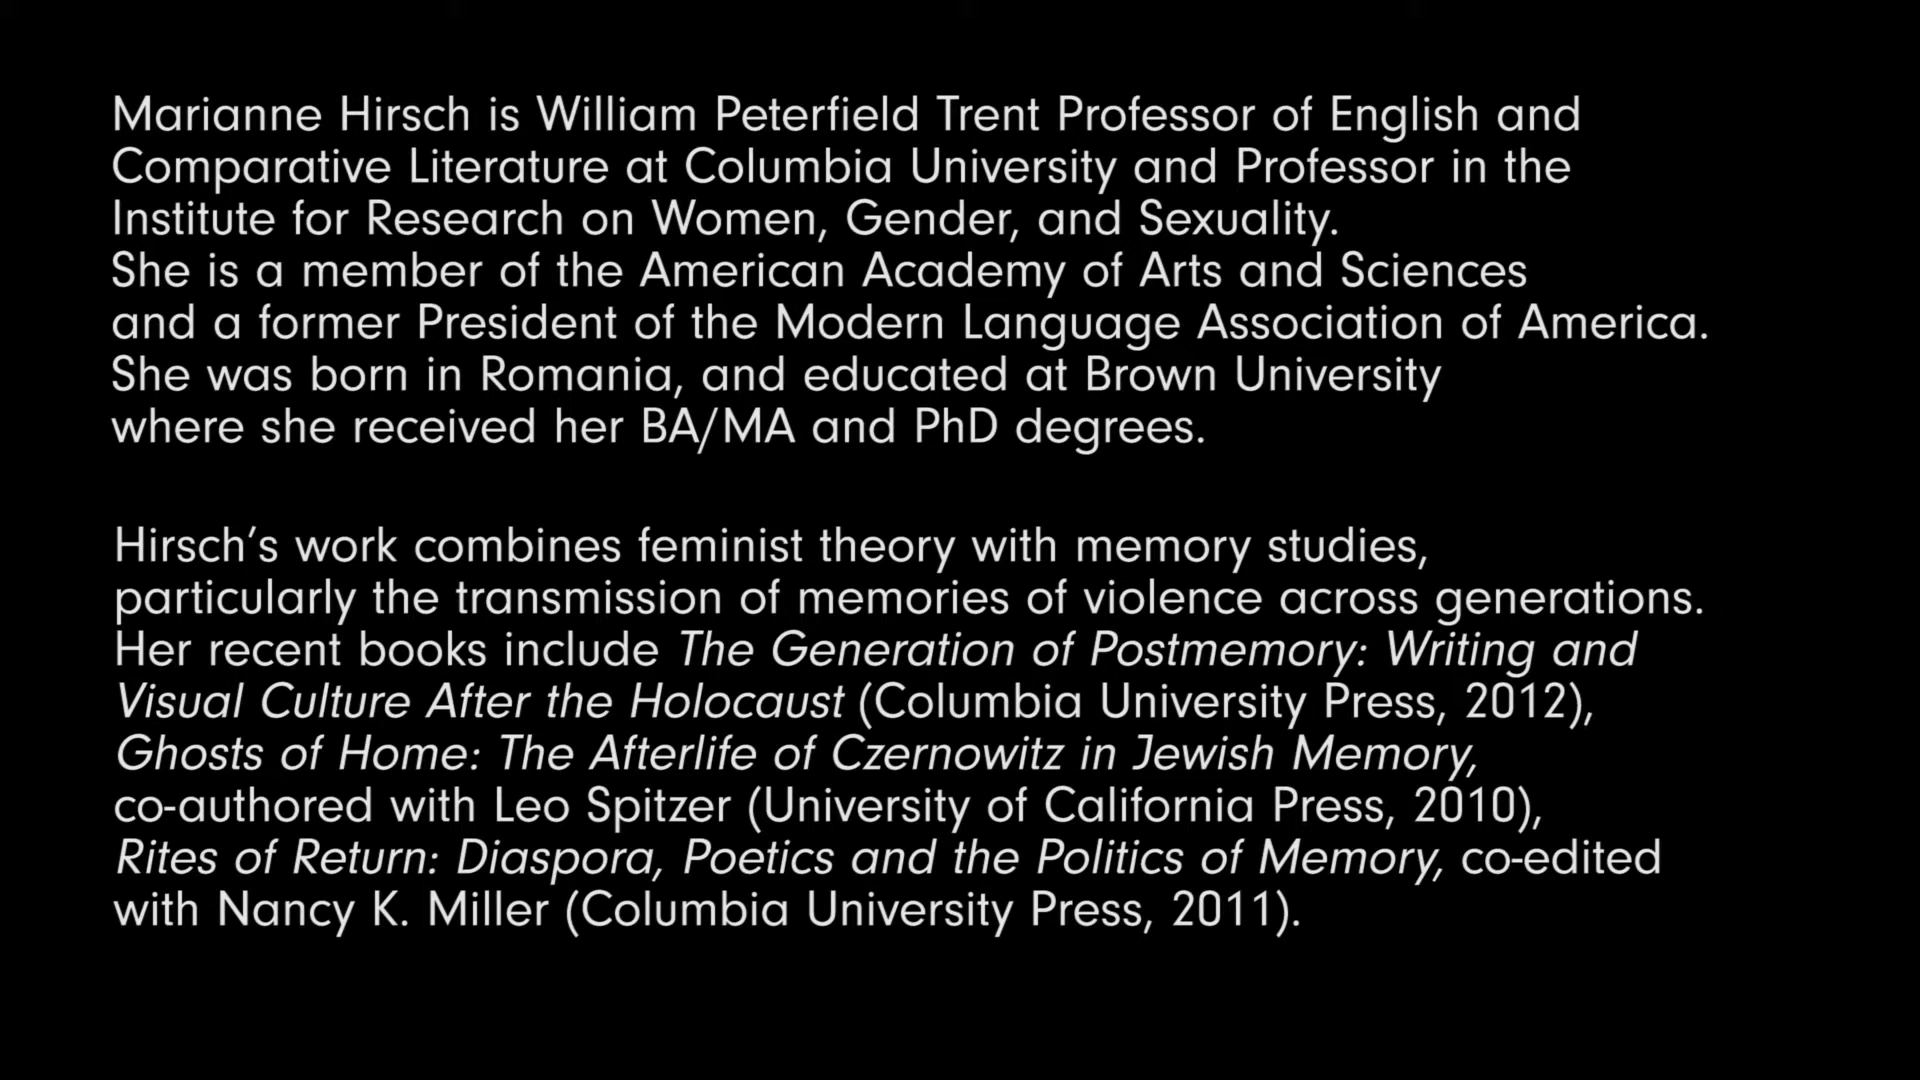 Marianne Hirsch is William Peterfield Trent Professor of English and
Comparative Literature at Columbia University and Professor in the
Institute for Research on Women, Gender, and Sexuality.
She is a member of the American Academy of Arts and Sciences
and a former President of the Modern Language Association of America.
She was born in Romania, and educated at Brown University
where she received her BA/MA and PhD degrees.
Hirsch’s work combines feminist theory with memory studies,
particularly the transmission of memories of violence across generations.
Her recent books include The Generation of Postmemory: Writing and
Visual Culture After the Holocaust (Columbia University Press, 2012),
Ghosts of Home: The Afterlife of Czernowitz in Jewish Memory,
co-authored with Leo Spitzer (University of California Press, 2010),
Rites of Return: Diaspora, Poetics and the Politics of Memory, co-edited
with Nancy K. Miller (Columbia University Press, 2011).